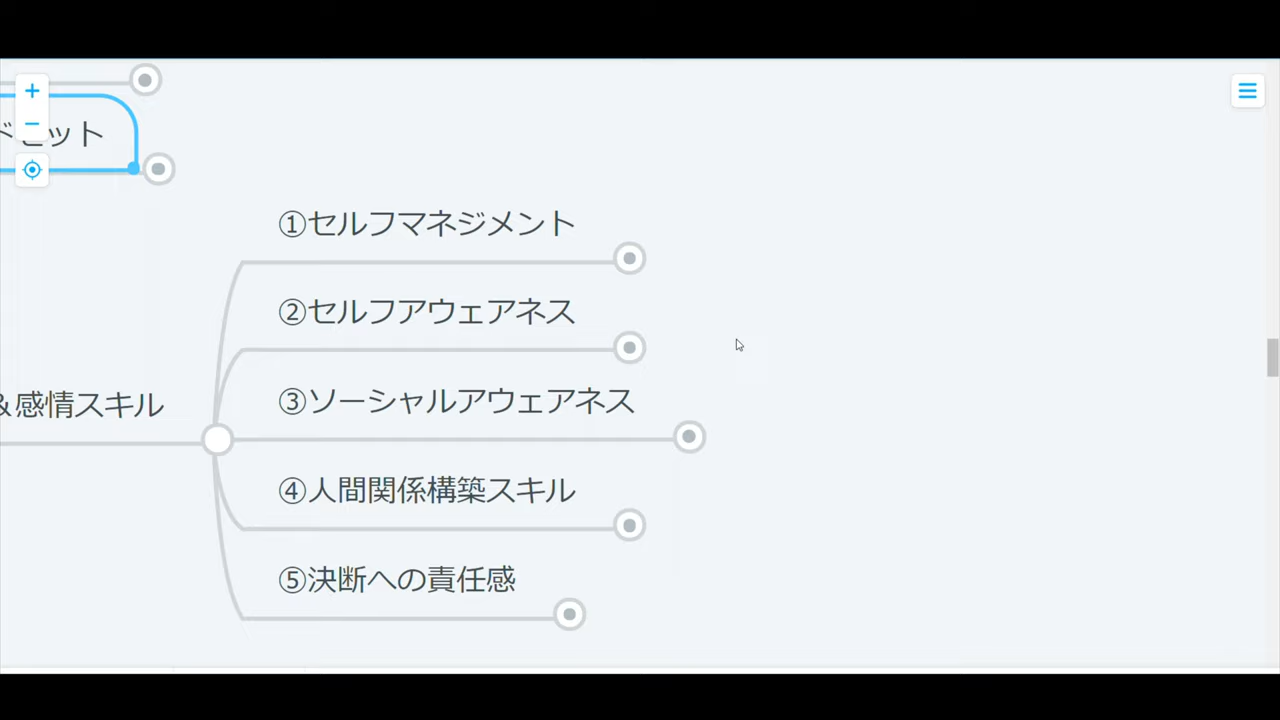 ドセット
①セルフマネジメント
②セルフアウェアネス
&感情スキル
③ソーシャルアウェアネス
④人間関係構築スキル
⑤決断への責任感